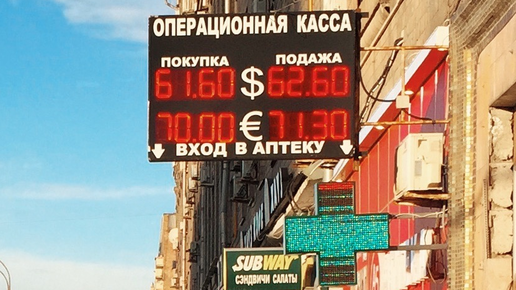 ОПЕРАЦИОННАЯ КАССА
ПОКУПКА ПОДАЖА
61.60 $ 62.60
70.00 € 71.30
↓ ВХОД В АПТЕКУ ↓
SUBWAY
СЭНДВИЧИ САЛАТЫ